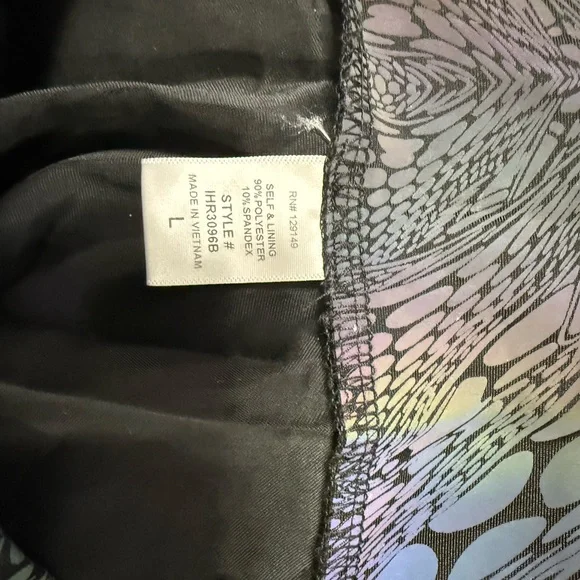 RN# 129149
SELF & LINING
90%POLYESTER
10%SPANDEX
STYLE #
IHR3096B
MADE IN VIETNAM
L